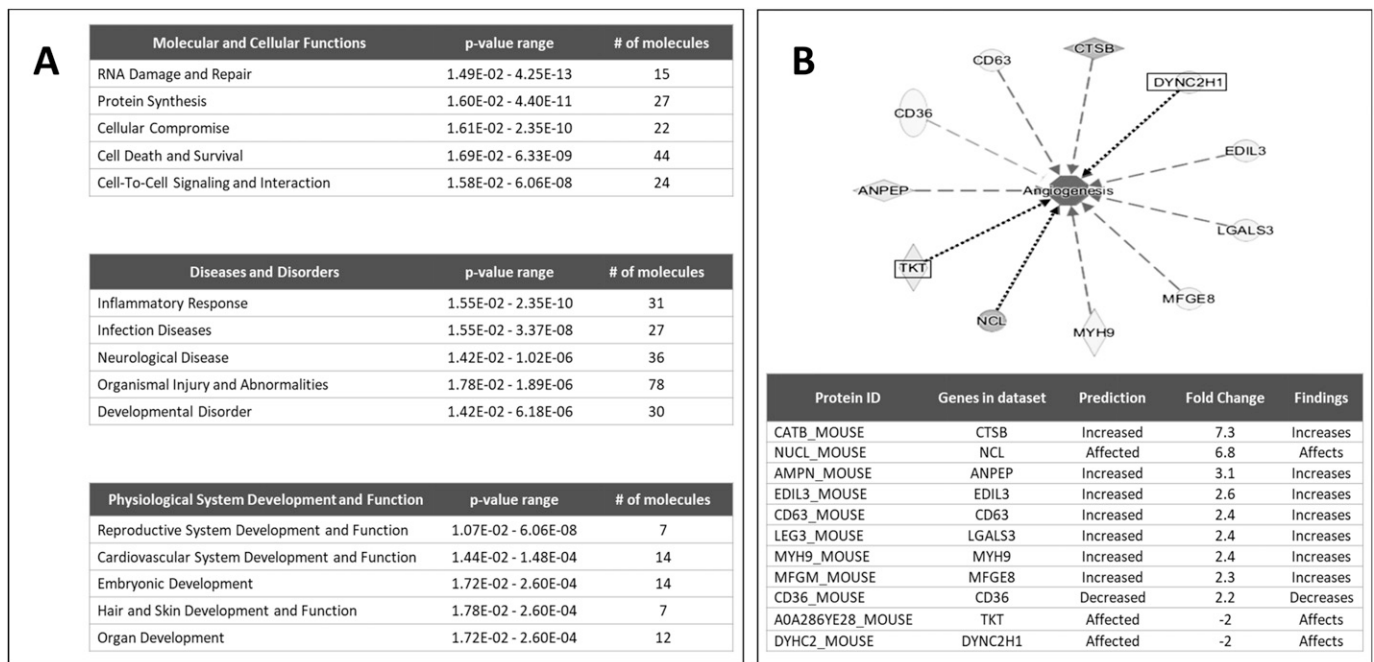 A
Molecular and Cellular Functions p-value range # of molecules
RNA Damage and Repair 1.49E-02 - 4.25E-13 15
Protein Synthesis 1.60E-02 - 4.40E-11 27
Cellular Compromise 1.61E-02 - 2.35E-10 22
Cell Death and Survival 1.69E-02 - 6.33E-09 44
Cell-To-Cell Signaling and Interaction 1.58E-02 - 6.06E-08 24
Diseases and Disorders p-value range # of molecules
Inflammatory Response 1.55E-02 - 2.35E-10 31
Infection Diseases 1.55E-02 - 3.37E-08 27
Neurological Disease 1.42E-02 - 1.02E-06 36
Organismal Injury and Abnormalities 1.78E-02 - 1.89E-06 78
Developmental Disorder 1.42E-02 - 6.18E-06 30
Physiological System Development and Function p-value range # of molecules
Reproductive System Development and Function 1.07E-02 - 6.06E-08 7
Cardiovascular System Development and Function 1.44E-02 - 1.48E-04 14
Embryonic Development 1.72E-02 - 2.60E-04 14
Hair and Skin Development and Function 1.78E-02 - 2.60E-04 7
Organ Development 1.72E-02 - 2.60E-04 12
B
CTSB
CD63
DYNC2H1
CD36
EDIL3
ANPEP
Angiogenesis
LGALS3
TKT
MFGE8
NCL
MYH9
Protein ID Genes in dataset Prediction Fold Change Findings
CATB_MOUSE CTSB Increased 7.3 Increases
NUCL_MOUSE NCL Affected 6.8 Affects
AMPN_MOUSE ANPEP Increased 3.1 Increases
EDIL3_MOUSE EDIL3 Increased 2.6 Increases
CD63_MOUSE CD63 Increased 2.4 Increases
LEG3_MOUSE LGALS3 Increased 2.4 Increases
MYH9_MOUSE MYH9 Increased 2.4 Increases
MFGM_MOUSE MFGE8 Increased 2.3 Increases
CD36_MOUSE CD36 Decreased 2.2 Decreases
A0A286YE28_MOUSE TKT Affected -2 Affects
DYHC2_MOUSE DYNC2H1 Affected -2 Affects